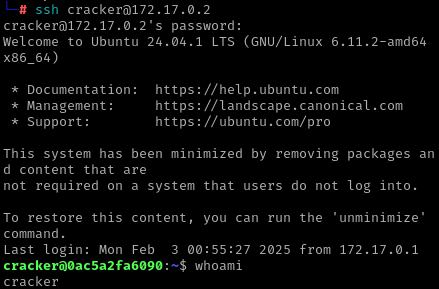 └─# ssh cracker@172.17.0.2
cracker@172.17.0.2's password:
Welcome to Ubuntu 24.04.1 LTS (GNU/Linux 6.11.2-amd64
x86_64)

 * Documentation:  https://help.ubuntu.com
 * Management:     https://landscape.canonical.com
 * Support:        https://ubuntu.com/pro

This system has been minimized by removing packages an
d content that are
not required on a system that users do not log into.

To restore this content, you can run the 'unminimize'
command.
Last login: Mon Feb  3 00:55:27 2025 from 172.17.0.1
cracker@0ac5a2fa6090:~$ whoami
cracker